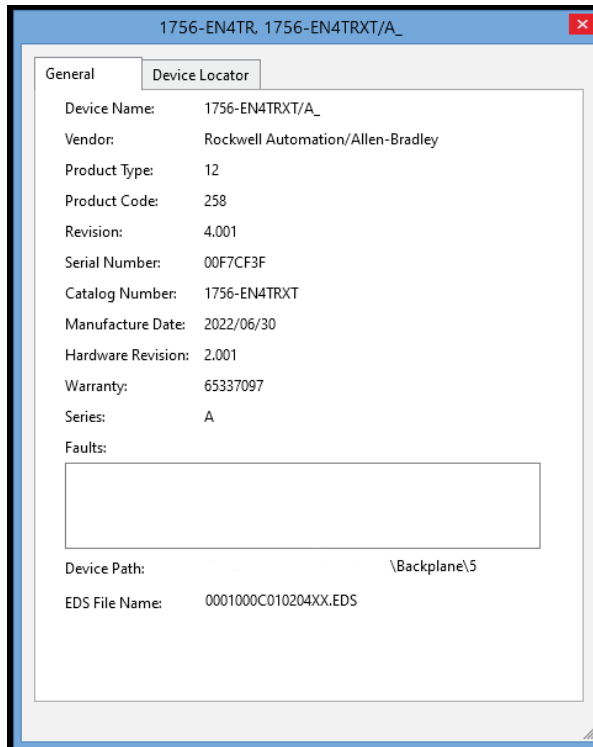 1756-EN4TR, 1756-EN4TRXT/A_
General Device Locator
Device Name: 1756-EN4TRXT/A_
Vendor: Rockwell Automation/Allen-Bradley
Product Type: 12
Product Code: 258
Revision: 4.001
Serial Number: 00F7CF3F
Catalog Number: 1756-EN4TRXT
Manufacture Date: 2022/06/30
Hardware Revision: 2.001
Warranty: 65337097
Series: A
Faults:
Device Path: \Backplane\5
EDS File Name: 0001000C010204XX.EDS